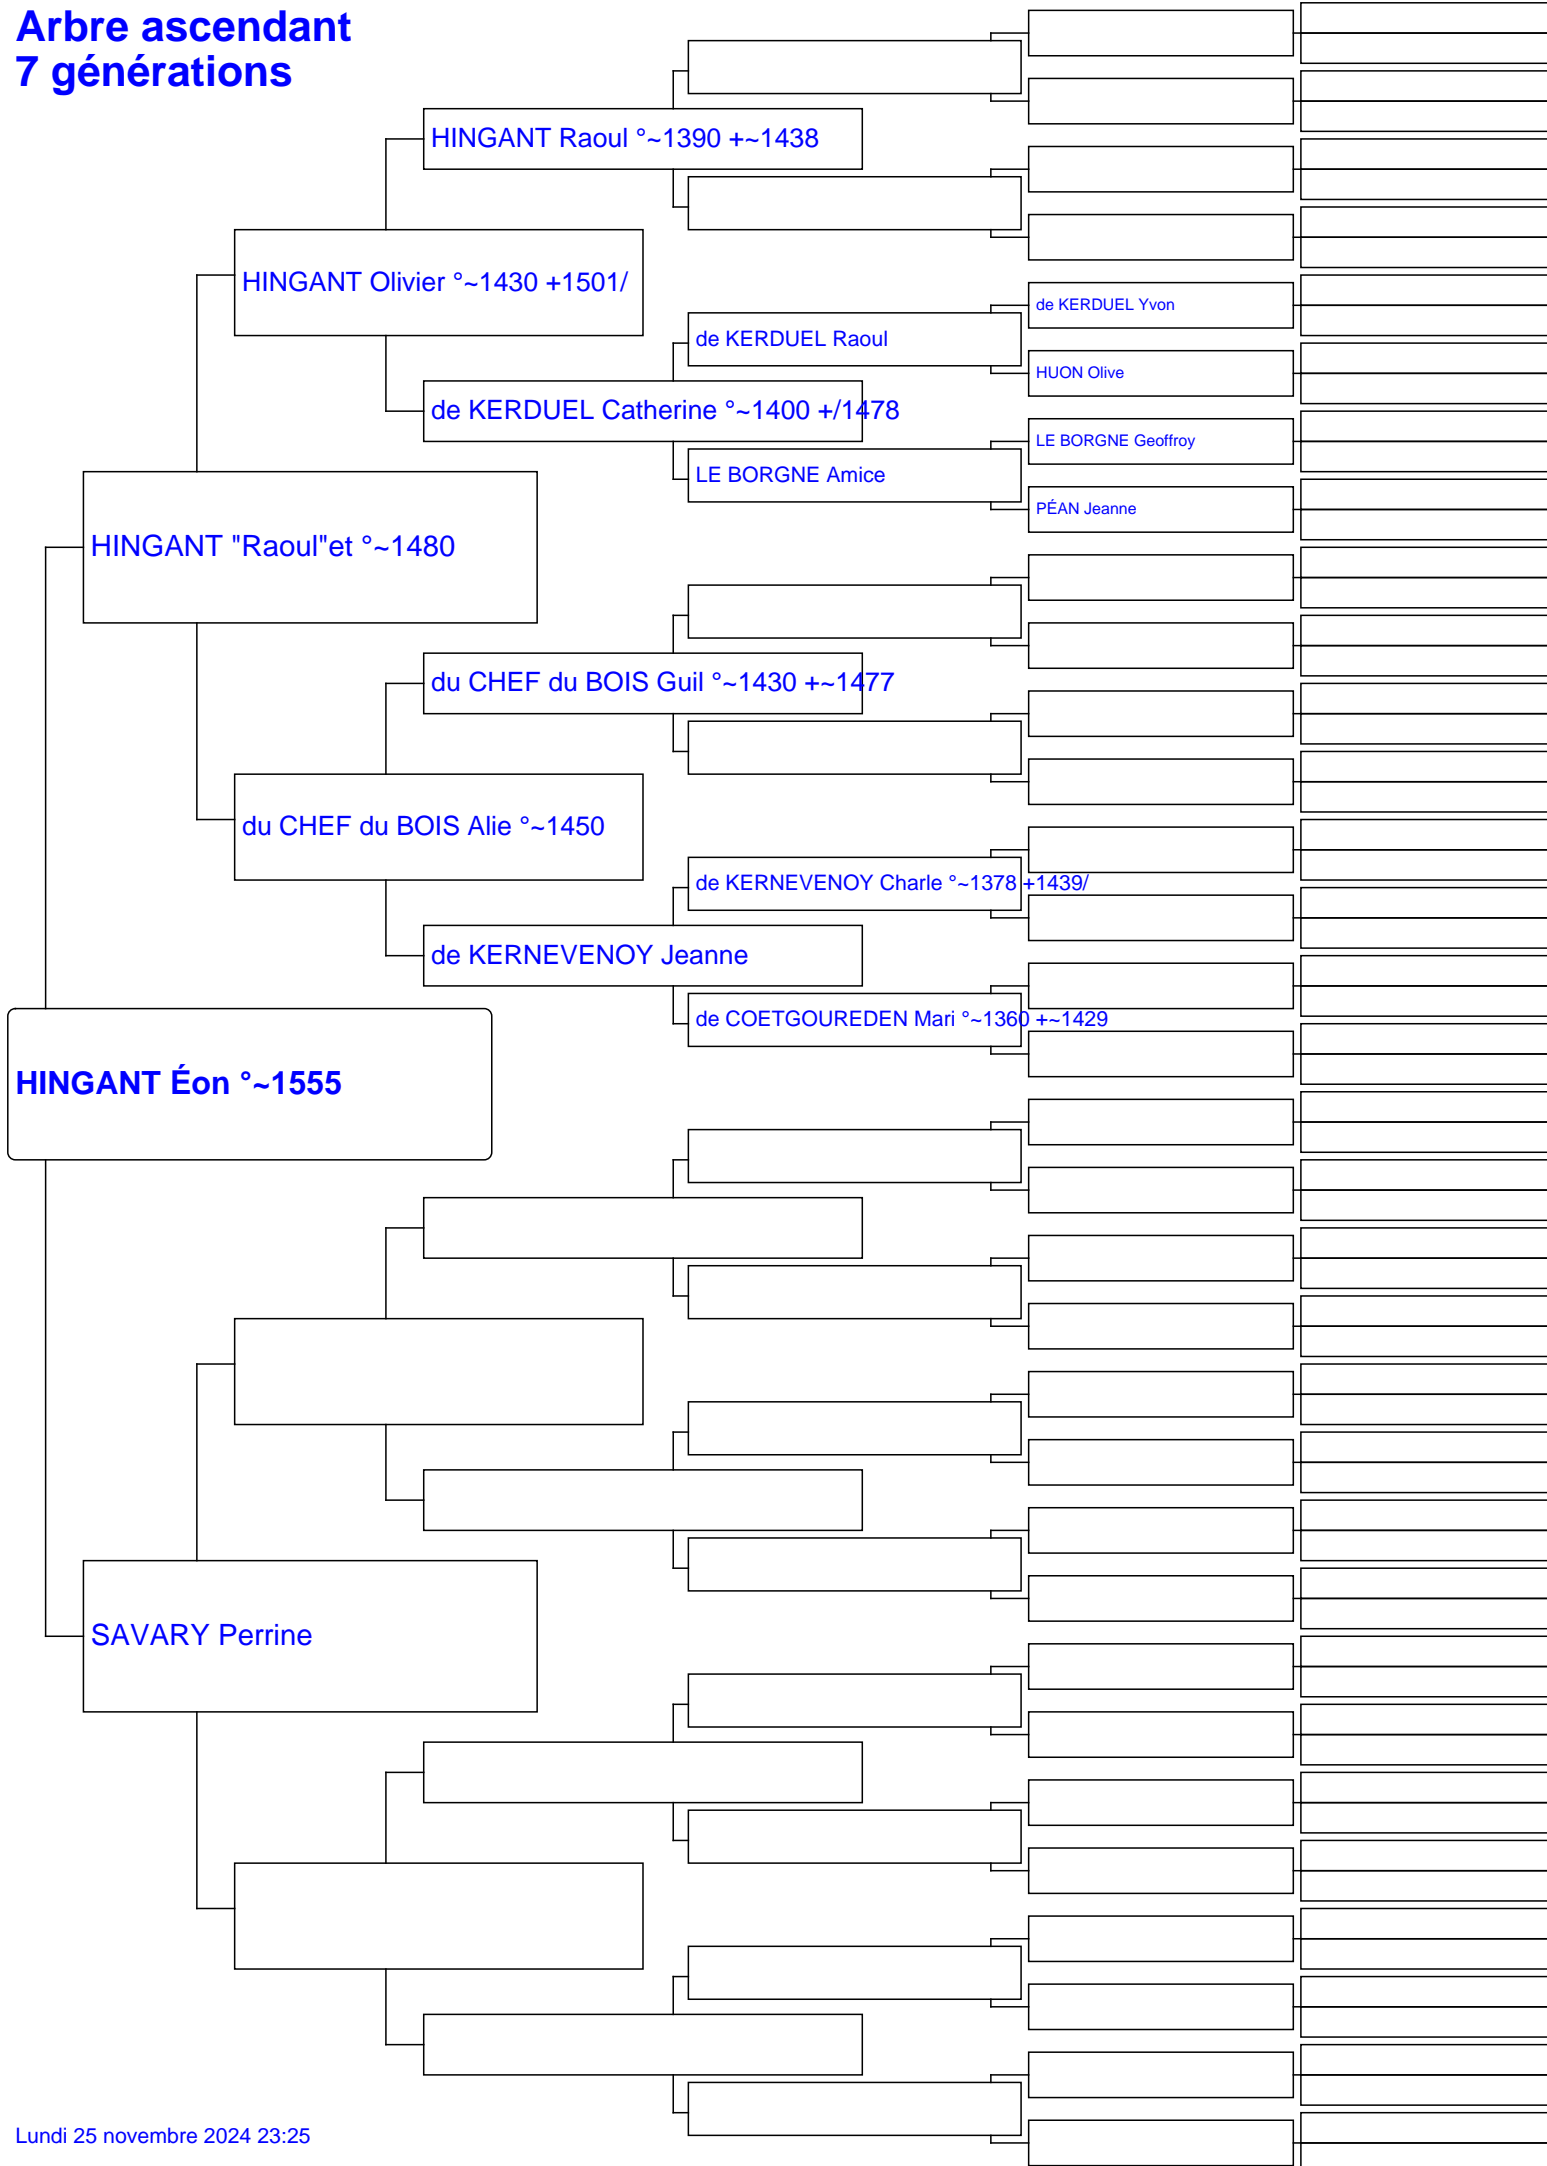 Arbre ascendant
7 générations
HINGANT Raoul °~1390 +~1438
HINGANT Olivier °~1430 +1501/
de KERDUEL Yvon
de KERDUEL Raoul
HUON Olive
de KERDUEL Catherine °~1400 +/1478
LE BORGNE Geoffroy
LE BORGNE Amice
PÉAN Jeanne
HINGANT "Raoul"et °~1480
du CHEF du BOIS Guil °~1430 +~1477
du CHEF du BOIS Alie °~1450
de KERNEVENOY Charle °~1378 +1439/
de KERNEVENOY Jeanne
de COETGOUREDEN Mari °~1360 +~1429
HINGANT Éon °~1555
SAVARY Perrine
Lundi 25 novembre 2024 23:25